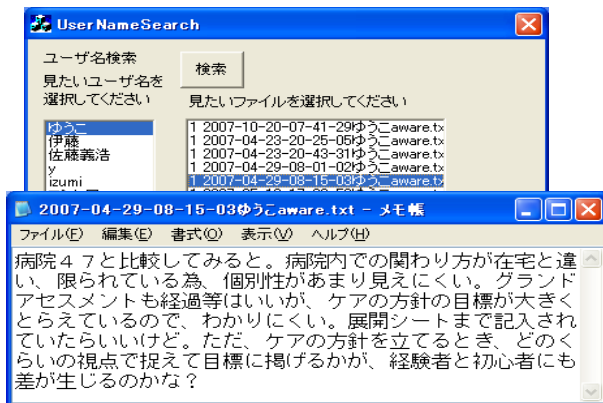 UserNameSearch
ユーザ名検索
見たいユーザ名を
選択してください
検索
見たいファイルを選択してください
ゆうこ
伊藤
佐藤義浩
y
izumi
1 2007-10-20-07-41-29ゆうこaware.tx
1 2007-04-23-20-25-05ゆうこaware.tx
1 2007-04-23-20-43-31ゆうこaware.tx
1 2007-04-29-08-01-02ゆうこaware.tx
1 2007-04-29-08-15-03ゆうこaware.tx
2007-04-29-08-15-03ゆうこaware.txt - メモ帳
ファイル(F) 編集(E) 書式(O) 表示(V) ヘルプ(H)
病院４７と比較してみると。病院内での関わり方が在宅と違
い、限られている為、個別性があまり見えにくい。グランド
アセスメントも経過等はいいが、ケアの方針の目標が大きく
とらえているので、わかりにくい。展開シートまで記入され
ていたらいいけど。ただ、ケアの方針を立てるとき、どのく
らいの視点で捉えて目標に掲げるかが、経験者と初心者にも
差が生じるのかな？